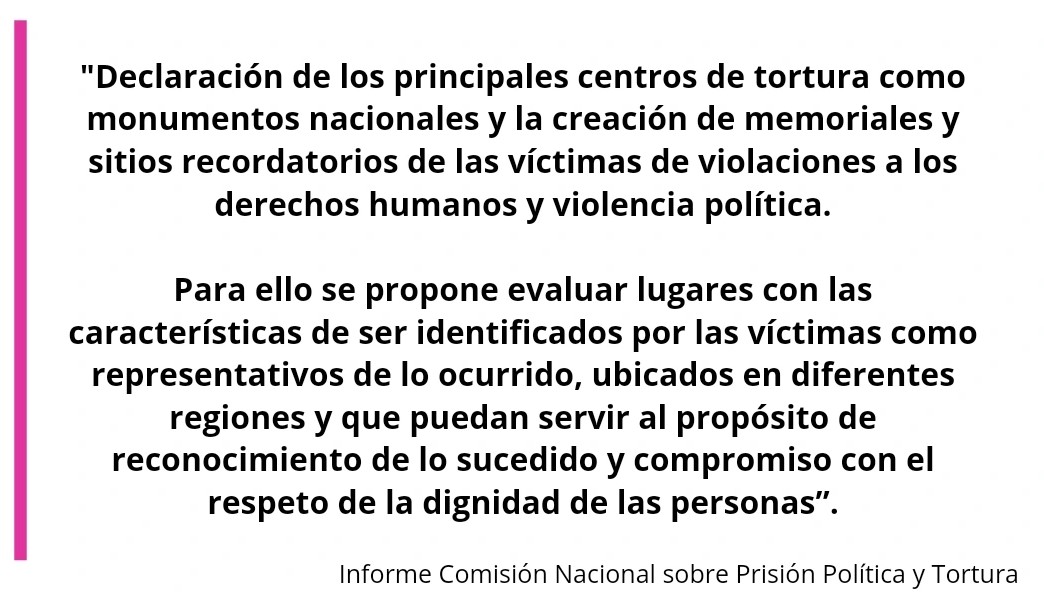 "Declaración de los principales centros de tortura como
monumentos nacionales y la creación de memoriales y
sitios recordatorios de las víctimas de violaciones a los
derechos humanos y violencia política.
Para ello se propone evaluar lugares con las
características de ser identificados por las víctimas como
representativos de lo ocurrido, ubicados en diferentes
regiones y que puedan servir al propósito de
reconocimiento de lo sucedido y compromiso con el
respeto de la dignidad de las personas”.
Informe Comisión Nacional sobre Prisión Política y Tortura